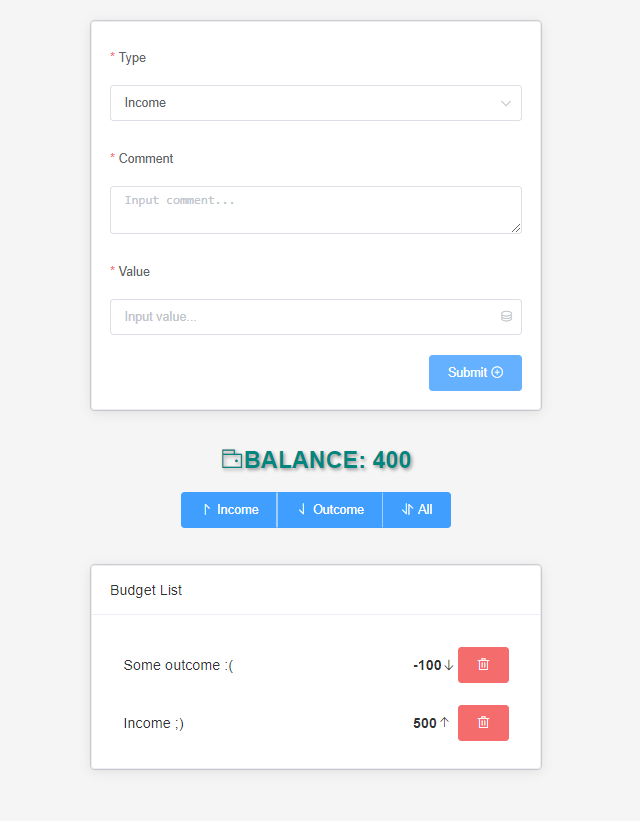 * Type
Income
* Comment
Input comment...
* Value
Input value...
Submit
BALANCE: 400
Income Outcome All
Budget List
Some outcome :( -100
Income ;) 500